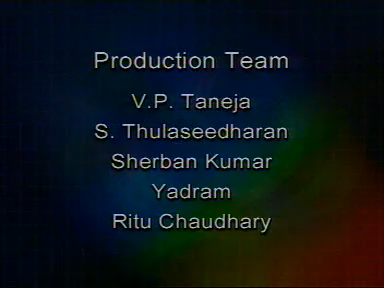 Production Team
V.P. Taneja
S. Thulaseedharan
Sherban Kumar
Yadram
Ritu Chaudhary